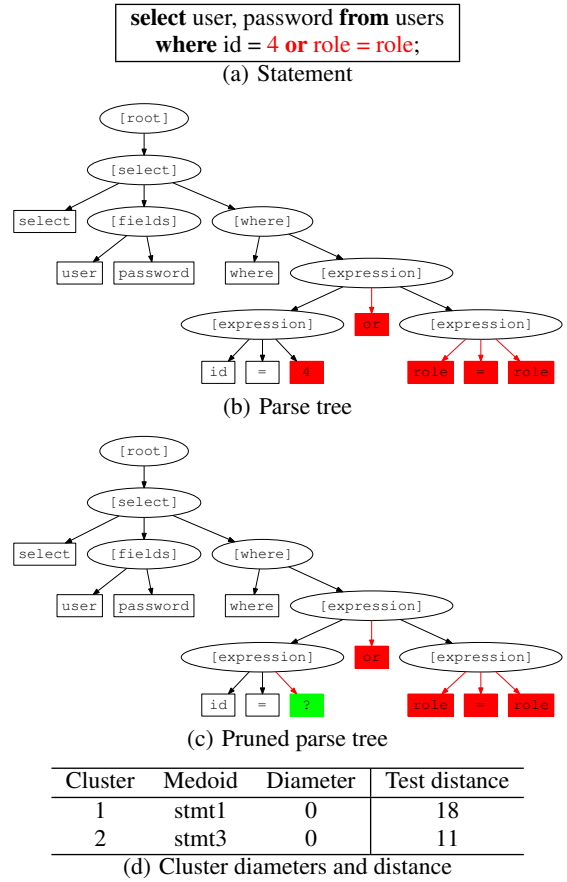 select user, password from users
where id = 4 or role = role;
(a) Statement
[root]
[select]
select [fields] [where]
user password where [expression]
[expression] or [expression]
id = 4 role = role
(b) Parse tree
[root]
[select]
select [fields] [where]
user password where [expression]
[expression] or [expression]
id = ? role = role
(c) Pruned parse tree
Cluster Medoid Diameter Test distance
1 stmt1 0 18
2 stmt3 0 11
(d) Cluster diameters and distance